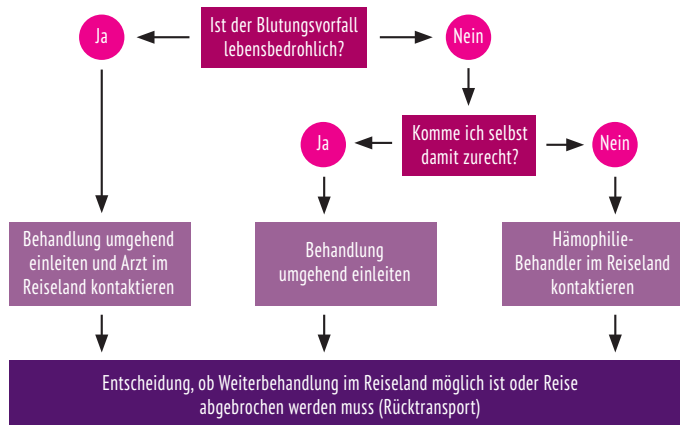 Ist der Blutungsvorfall
lebensbedrohlich?
Ja
Nein
Komme ich selbst
damit zurecht?
Ja
Nein
Behandlung umgehend
einleiten und Arzt im
Reiseland kontaktieren
Behandlung
umgehend einleiten
Hämophilie-
Behandler im Reiseland
kontaktieren
Entscheidung, ob Weiterbehandlung im Reiseland möglich ist oder Reise
abgebrochen werden muss (Rücktransport)